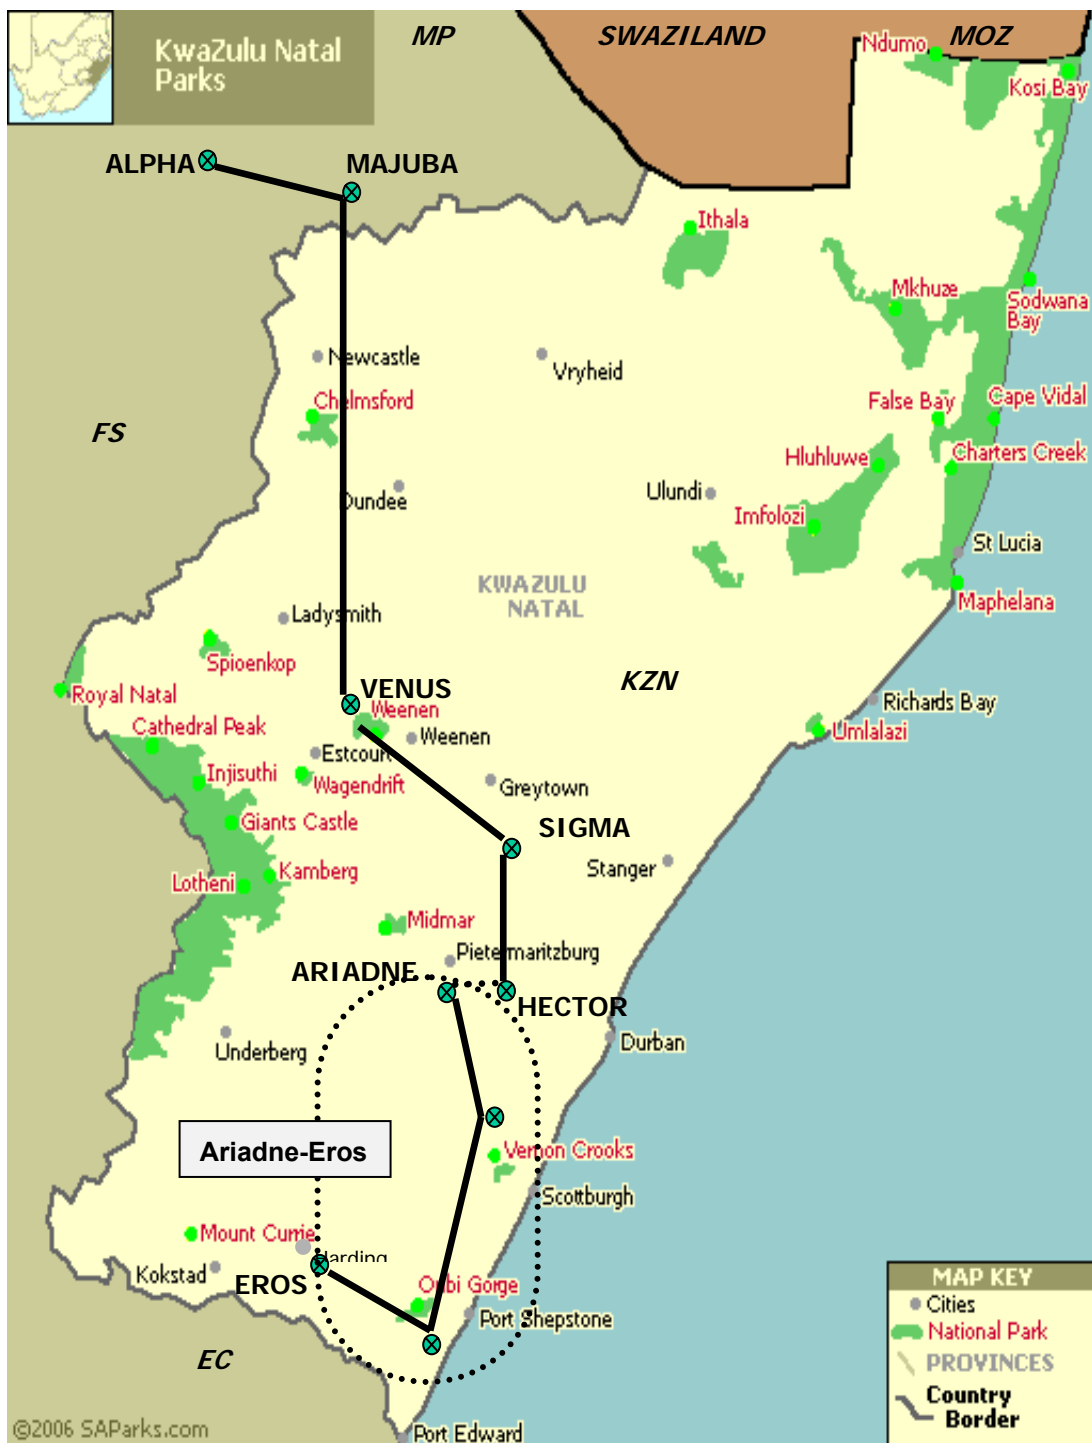 KwaZulu Natal
Parks
MP
SWAZILAND
MOZ
Ndumo
Kosi Bay
ALPHA
MAJUBA
Ithala
Mkhuze
Sodwana
Bay
Newcastle
Vryheid
Chelmsford
False Bay
Cape Vidal
FS
Hluhluwe
Charters Creek
Dundee
Ulundi
Imfolozi
St Lucia
KWAZULU
NATAL
Maphelana
Ladysmith
Spioenkop
KZN
Royal Natal
VENUS
Weenen
Richards Bay
Cathedral Peak
Weenen
Umlalazi
Estcourt
Injisuthi
Wagendrift
Greytown
Giants Castle
SIGMA
Stanger
Kamberg
Lotheni
Midmar
Pietermaritzburg
ARIADNE
HECTOR
Underberg
Durban
Ariadne-Eros
Vernon Crooks
Scottburgh
Mount Currie
Harding
Kokstad
EROS
Oribi Gorge
Port Shepstone
EC
MAP KEY
Cities
National Park
PROVINCES
Country
Border
©2006 SAParks.com
Port Edward